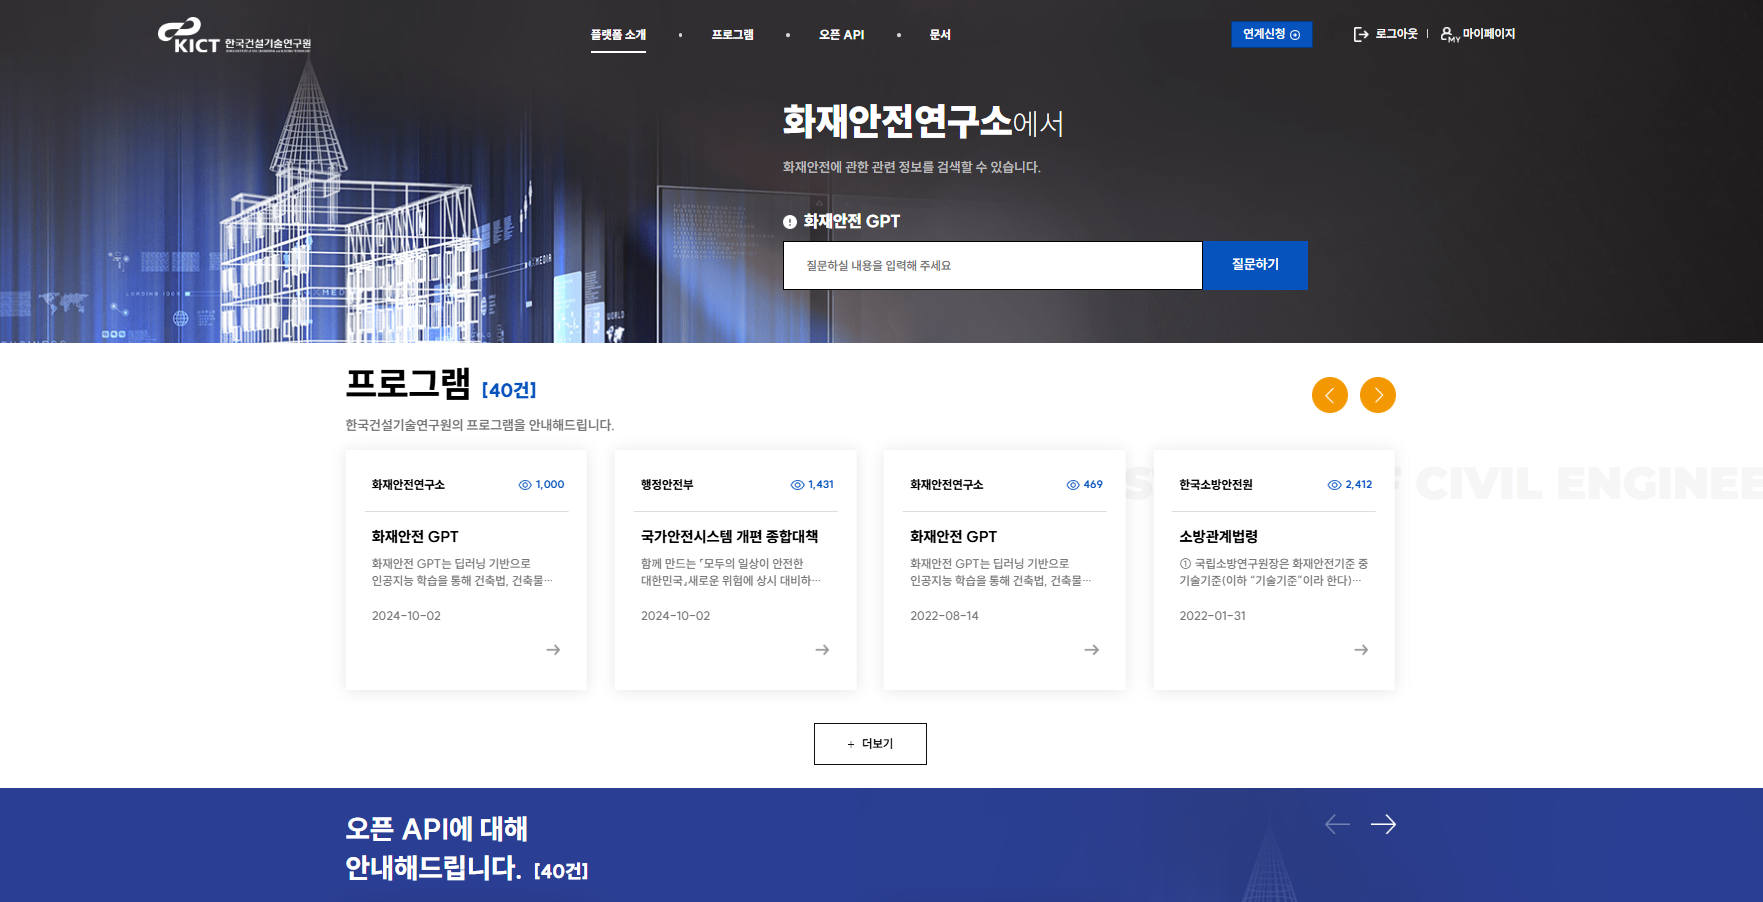 KICT 한국건설기술연구원
플랫폼 소개
프로그램
오픈 API
문서
연계신청
로그아웃
MY 마이페이지
화재안전연구소에서
화재안전에 관한 관련 정보를 검색할 수 있습니다.
화재안전 GPT
질문하실 내용을 입력해 주세요
질문하기
LOADING 100%
MEDIA
WORLD
프로그램 [40건]
한국건설기술연구원의 프로그램을 안내해드립니다.
화재안전연구소 1,000
화재안전 GPT
화재안전 GPT는 딥러닝 기반으로
인공지능 학습을 통해 건축법, 건축물…
2024-10-02
행정안전부 1,431
국가안전시스템 개편 종합대책
함께 만드는 「모두의 일상이 안전한
대한민국」새로운 위험에 상시 대비하…
2024-10-02
화재안전연구소 469
화재안전 GPT
화재안전 GPT는 딥러닝 기반으로
인공지능 학습을 통해 건축법, 건축물…
2022-08-14
한국소방안전원 2,412
소방관계법령
① 국립소방연구원장은 화재안전기준 중
기술기준(이하 “기술기준”이라 한다)…
2022-01-31
CIVIL ENGINEE
+ 더보기
오픈 API에 대해
안내해드립니다. [40건]